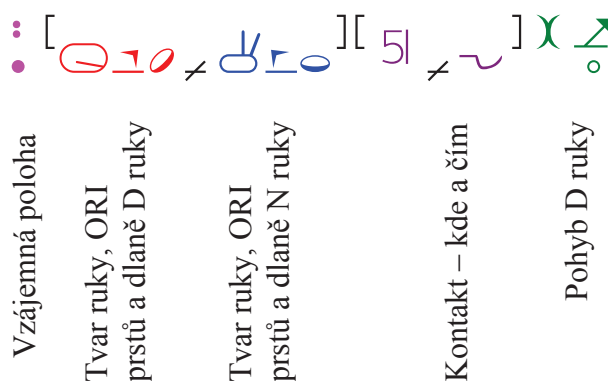 Vzájemná poloha
Tvar ruky, ORI
prstů a dlaně D ruky
Tvar ruky, ORI
prstů a dlaně N ruky
Kontakt – kde a čím
Pohyb D ruky